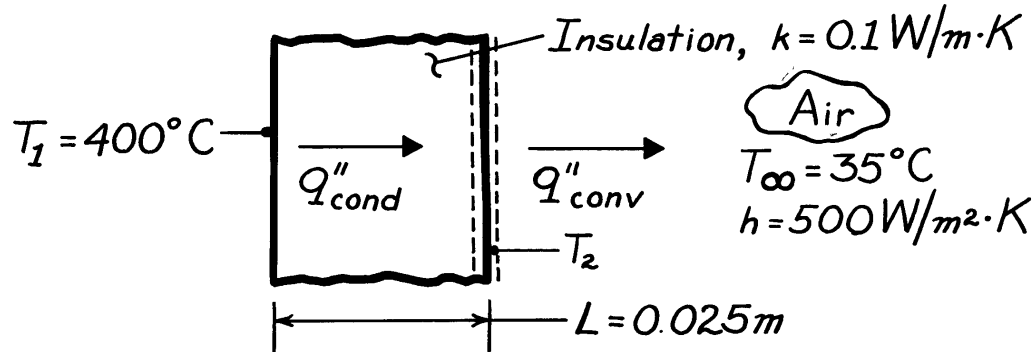 Insulation, k = 0.1 W/m·K
Air
T₁ = 400°C
q″cond
q″conv
T∞ = 35°C
h = 500 W/m²·K
T₂
L = 0.025m